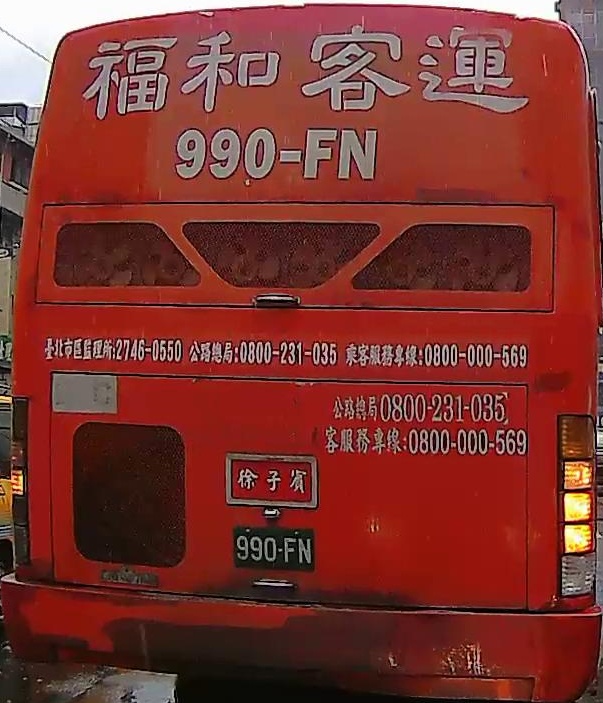 福和客運
990-FN
臺北市區監理所:2746-0550 公路總局:0800-231-035 乘客服務專線:0800-000-569
公路總局0800-231-035
客服務專線:0800-000-569
徐子賓
990-FN